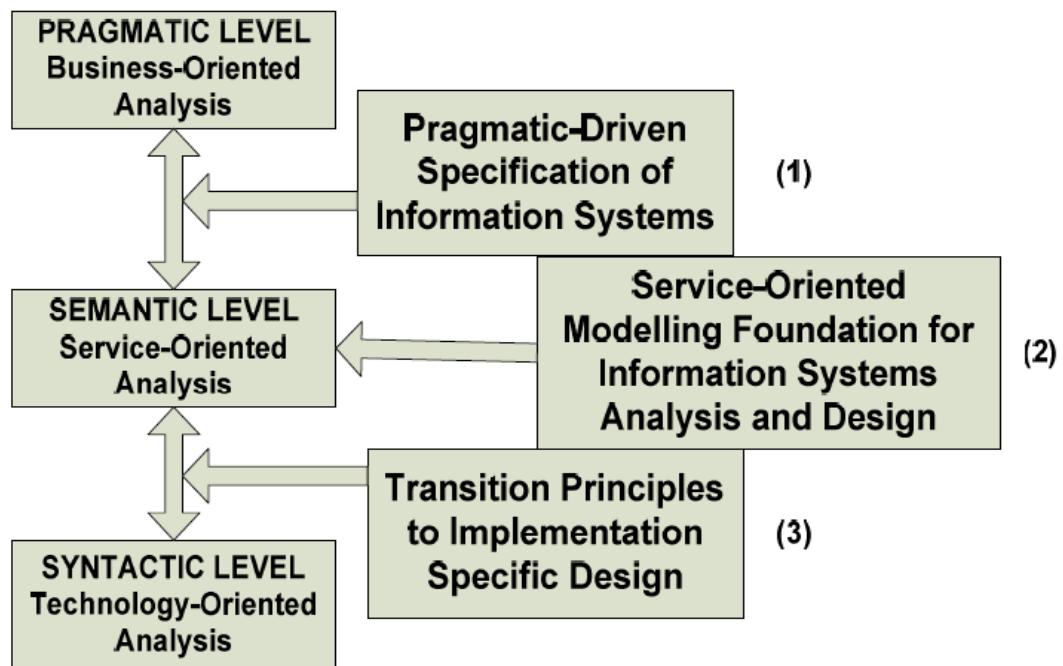 PRAGMATIC LEVEL
Business-Oriented
Analysis
Pragmatic-Driven
Specification of
Information Systems
(1)
SEMANTIC LEVEL
Service-Oriented
Analysis
Service-Oriented
Modelling Foundation for
Information Systems
Analysis and Design
(2)
Transition Principles
to Implementation
Specific Design
(3)
SYNTACTIC LEVEL
Technology-Oriented
Analysis